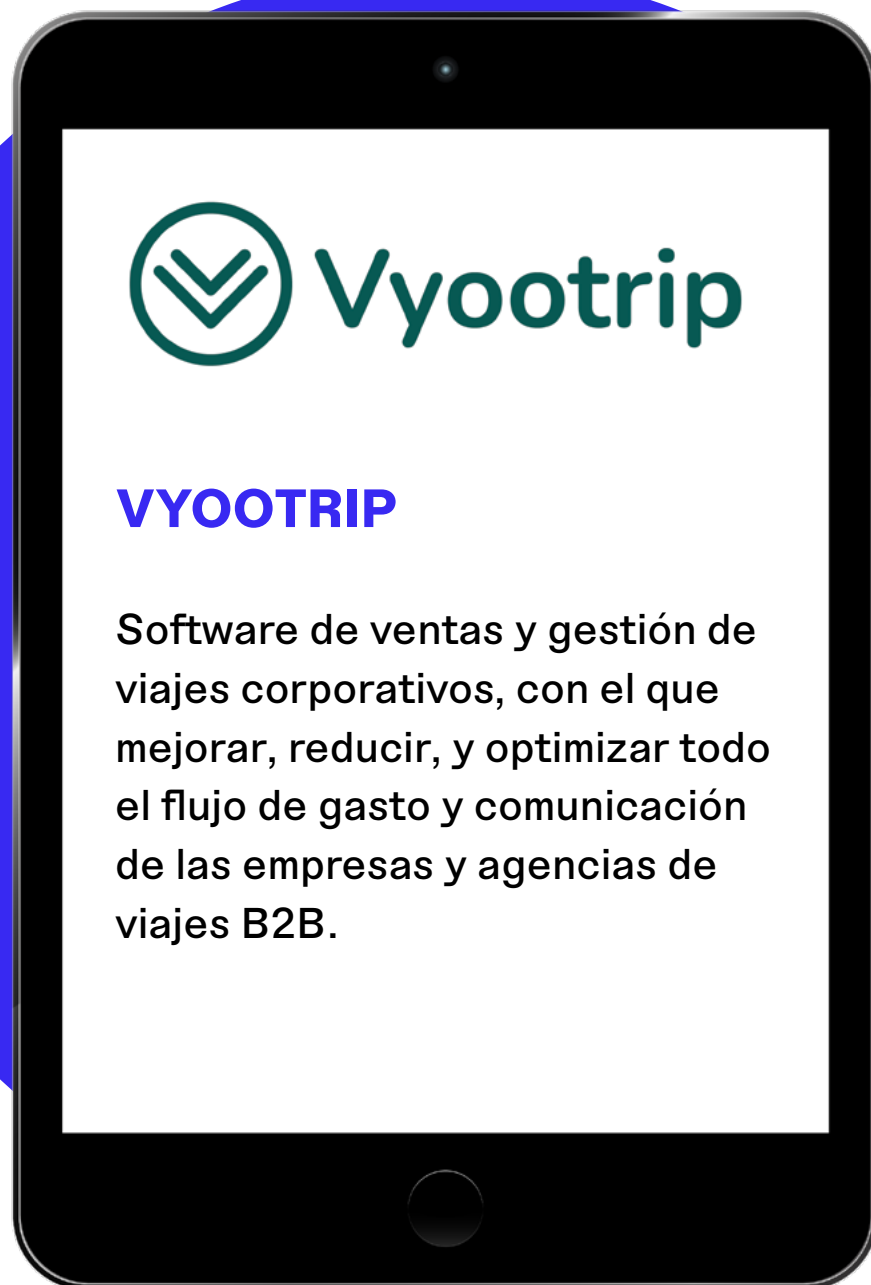 Vyootrip
VYOOTRIP
Software de ventas y gestión de
viajes corporativos, con el que
mejorar, reducir, y optimizar todo
el flujo de gasto y comunicación
de las empresas y agencias de
viajes B2B.